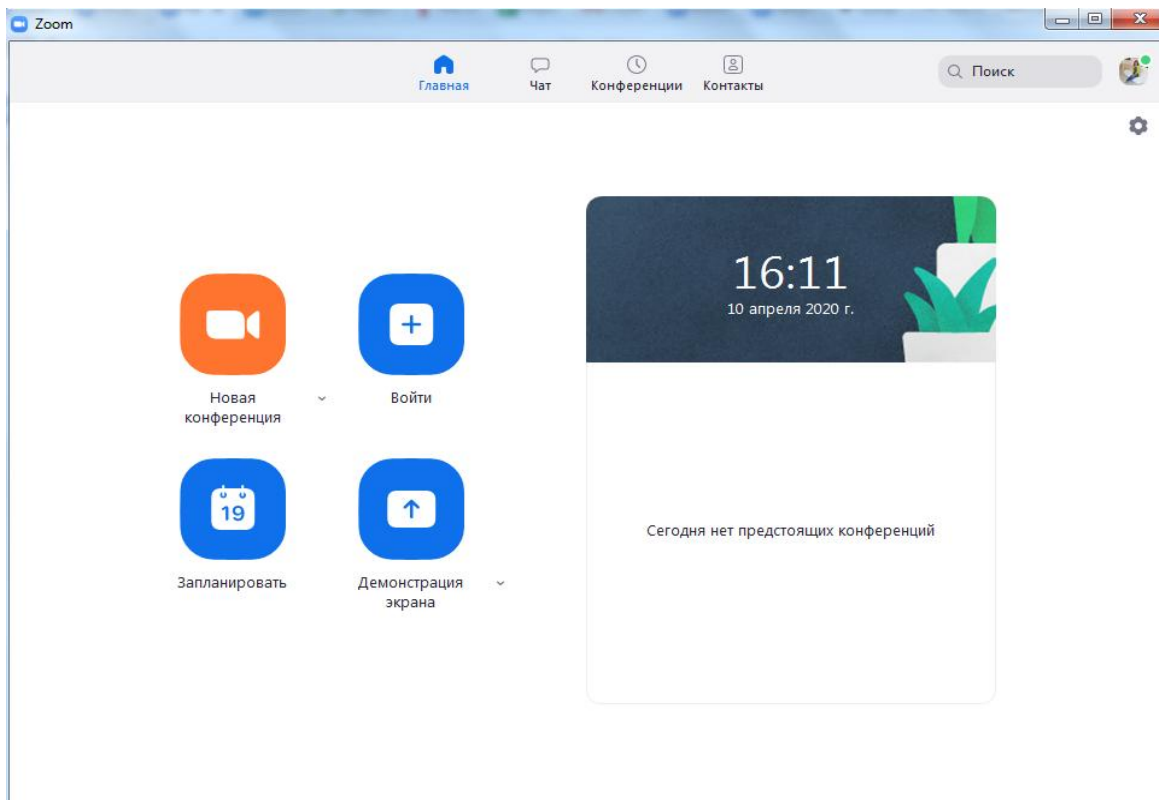 Zoom
Главная
Чат
Конференции
Контакты
Поиск
16:11
10 апреля 2020 г.
Новая
конференция
Войти
19
Запланировать
Демонстрация
экрана
Сегодня нет предстоящих конференций